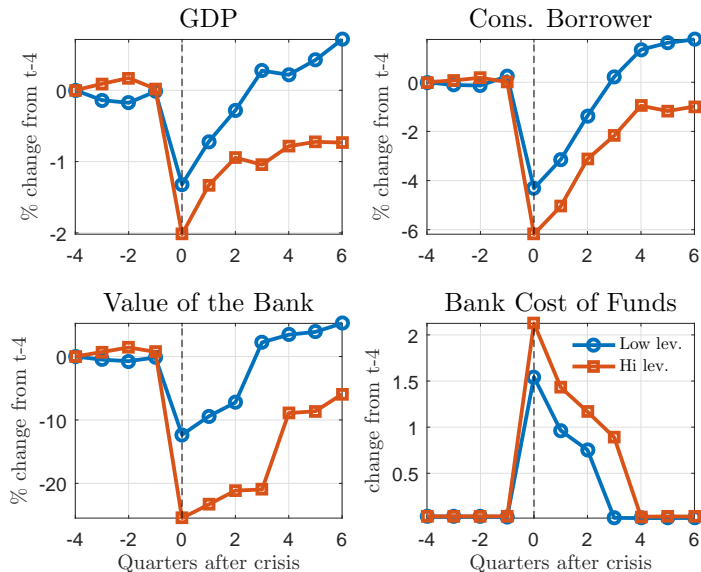 GDP
% change from t-4
0
-1
-2
-4 -2 0 2 4 6
Cons. Borrower
% change from t-4
0
-2
-4
-6
-4 -2 0 2 4 6
Value of the Bank
% change from t-4
0
-10
-20
-4 -2 0 2 4 6
Quarters after crisis
Bank Cost of Funds
change from t-4
2
1.5
1
0.5
Low lev.
Hi lev.
-4 -2 0 2 4 6
Quarters after crisis